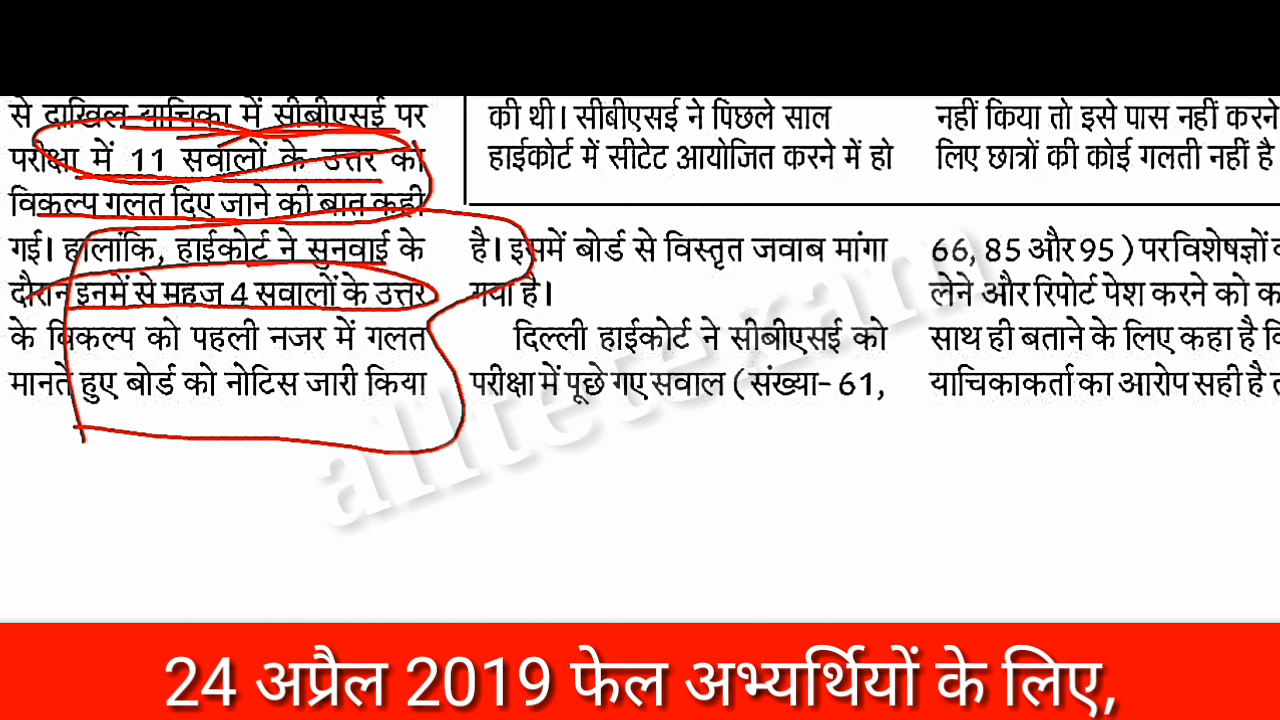 से दाखिल याचिका में सीबीएसई पर
परीक्षा में 11 सवालों के उत्तर का
विकल्प गलत दिए जाने की बात कही
गई। हालांकि, हाईकोर्ट ने सुनवाई के
दौरान इनमें से महज 4 सवालों के उत्तर
के विकल्प को पहली नजर में गलत
मानते हुए बोर्ड को नोटिस जारी किया
की थी। सीबीएसई ने पिछले साल
हाईकोर्ट में सीटेट आयोजित करने में हो
नहीं किया तो इसे पास नहीं करने
लिए छात्रों की कोई गलती नहीं है
है। इसमें बोर्ड से विस्तृत जवाब मांगा
गया है।
दिल्ली हाईकोर्ट ने सीबीएसई को
परीक्षा में पूछे गए सवाल ( संख्या- 61,
66, 85 और 95 ) पर विशेषज्ञों
लेने और रिपोर्ट पेश करने को
साथ ही बताने के लिए कहा है
याचिकाकर्ता का आरोप सही है
alltetexam
24 अप्रैल 2019 फेल अभ्यर्थियों के लिए,